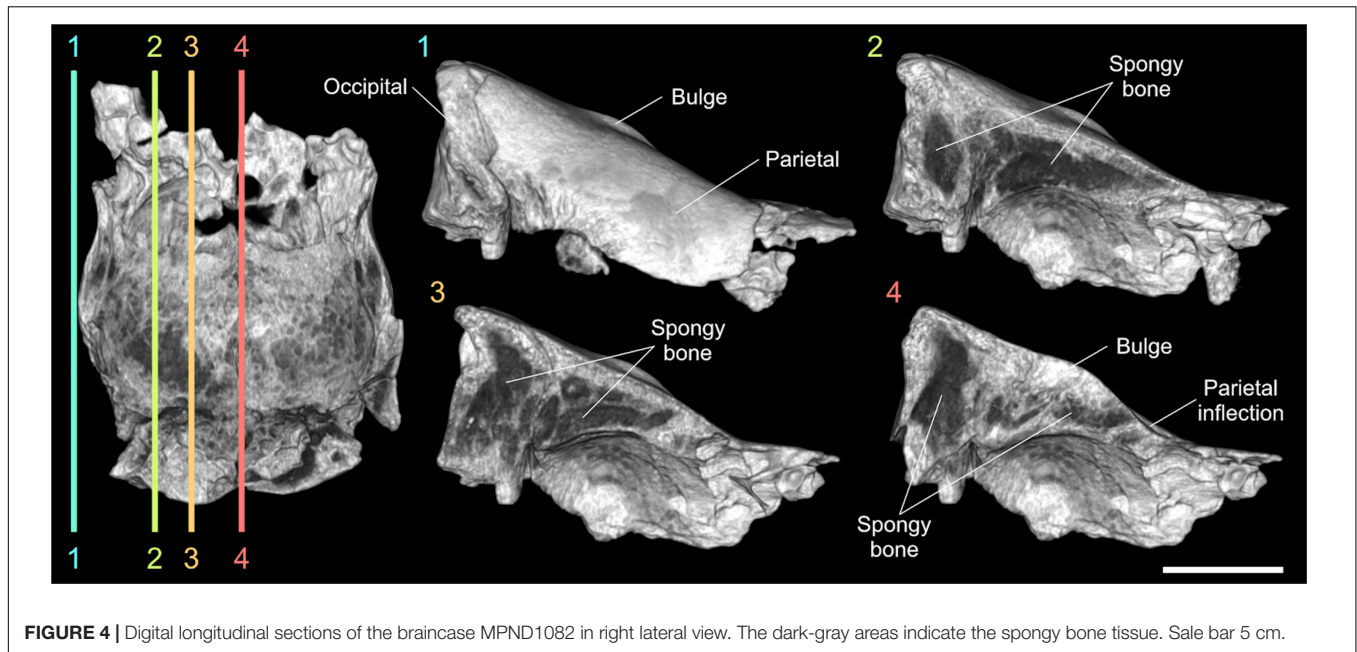 1 2 3 4
1
Occipital
Bulge
Parietal
2
Spongy
bone
3
Spongy
bone
4
Bulge
Parietal
inflection
Spongy
bone
1 2 3 4
FIGURE 4 | Digital longitudinal sections of the braincase MPND1082 in right lateral view. The dark-gray areas indicate the spongy bone tissue. Sale bar 5 cm.